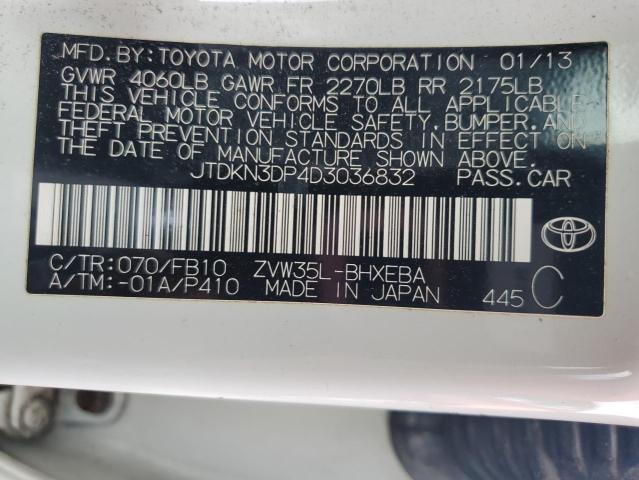 MFD. BY: TOYOTA MOTOR CORPORATION 01/13
GVWR 4060LB GAWR FR 2270LB RR 2175LB
THIS VEHICLE CONFORMS TO ALL APPLICABLE
FEDERAL MOTOR VEHICLE SAFETY, BUMPER, AND
THEFT PREVENTION STANDARDS IN EFFECT ON
THE DATE OF MANUFACTURE SHOWN ABOVE.
JTDKN3DP4D3036832 PASS.CAR
C/TR: 070/FB10 ZVW35L-BHXEBA
A/TM: -01A/P410 MADE IN JAPAN 445 C